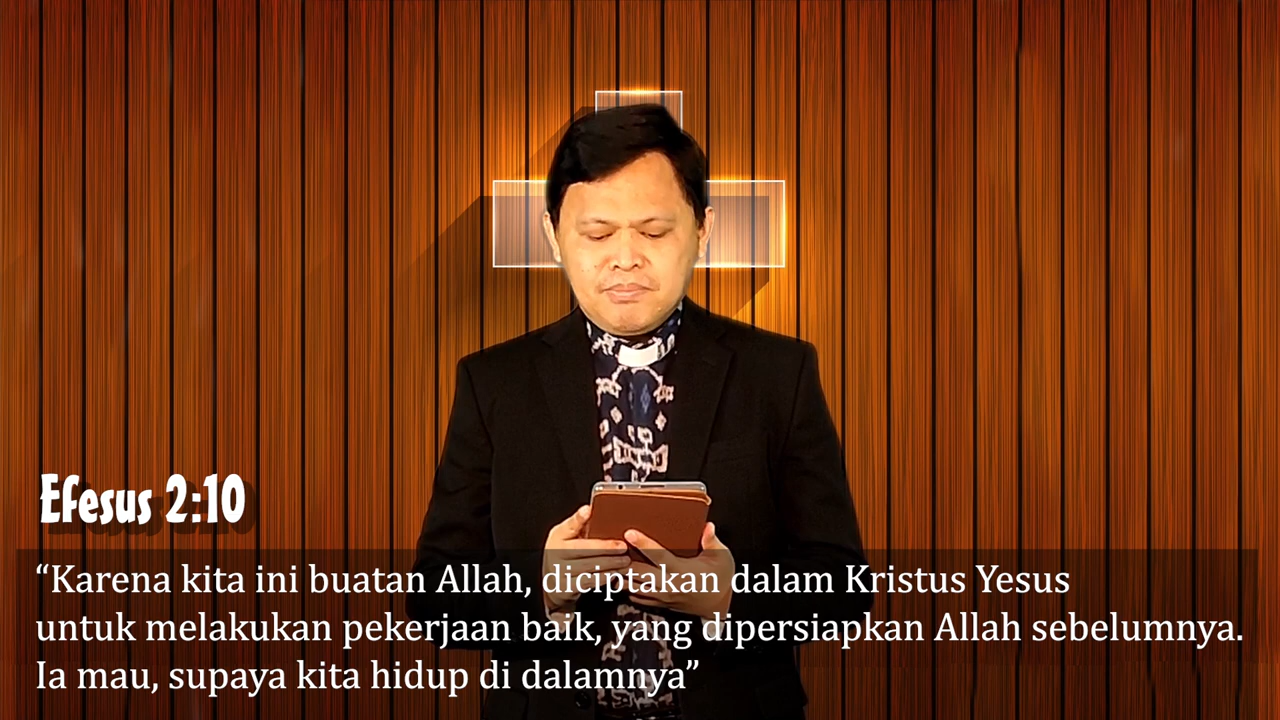 Efesus 2:10
“Karena kita ini buatan Allah, diciptakan dalam Kristus Yesus
untuk melakukan pekerjaan baik, yang dipersiapkan Allah sebelumnya.
Ia mau, supaya kita hidup di dalamnya”